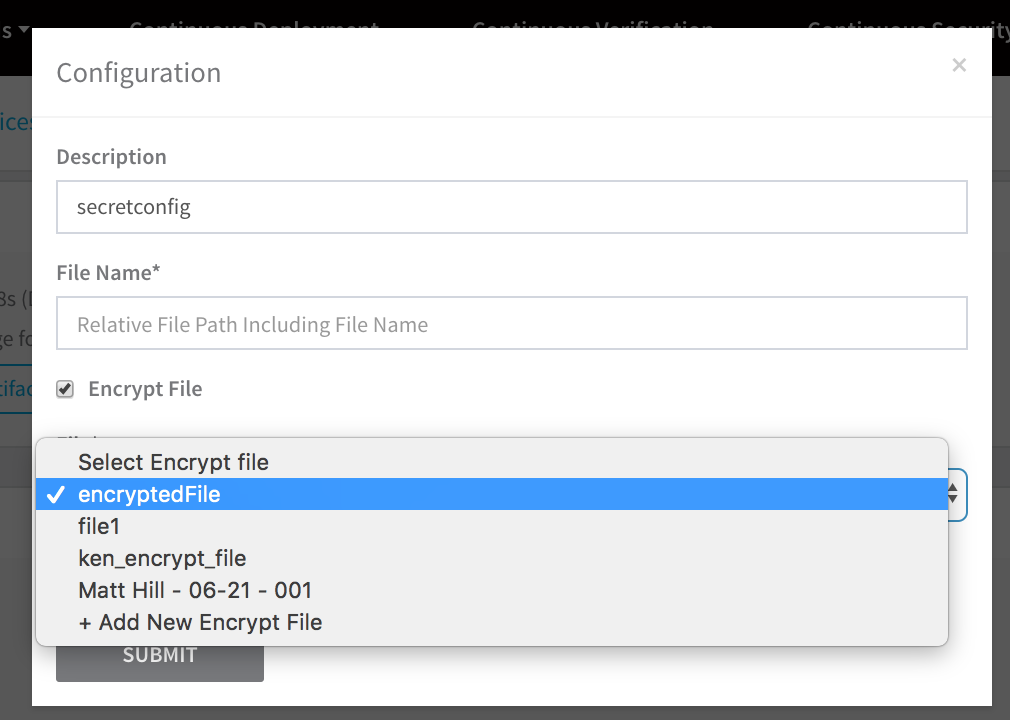 s
Continuous Deployment Continuous Verification Continuous Security
Configuration
×
ices
Description
secretconfig
File Name*
8s (D
Relative File Path Including File Name
ge fo
tifac
Encrypt File
Select Encrypt file
✓ encryptedFile
file1
ken_encrypt_file
Matt Hill - 06-21 - 001
+ Add New Encrypt File
SUBMIT